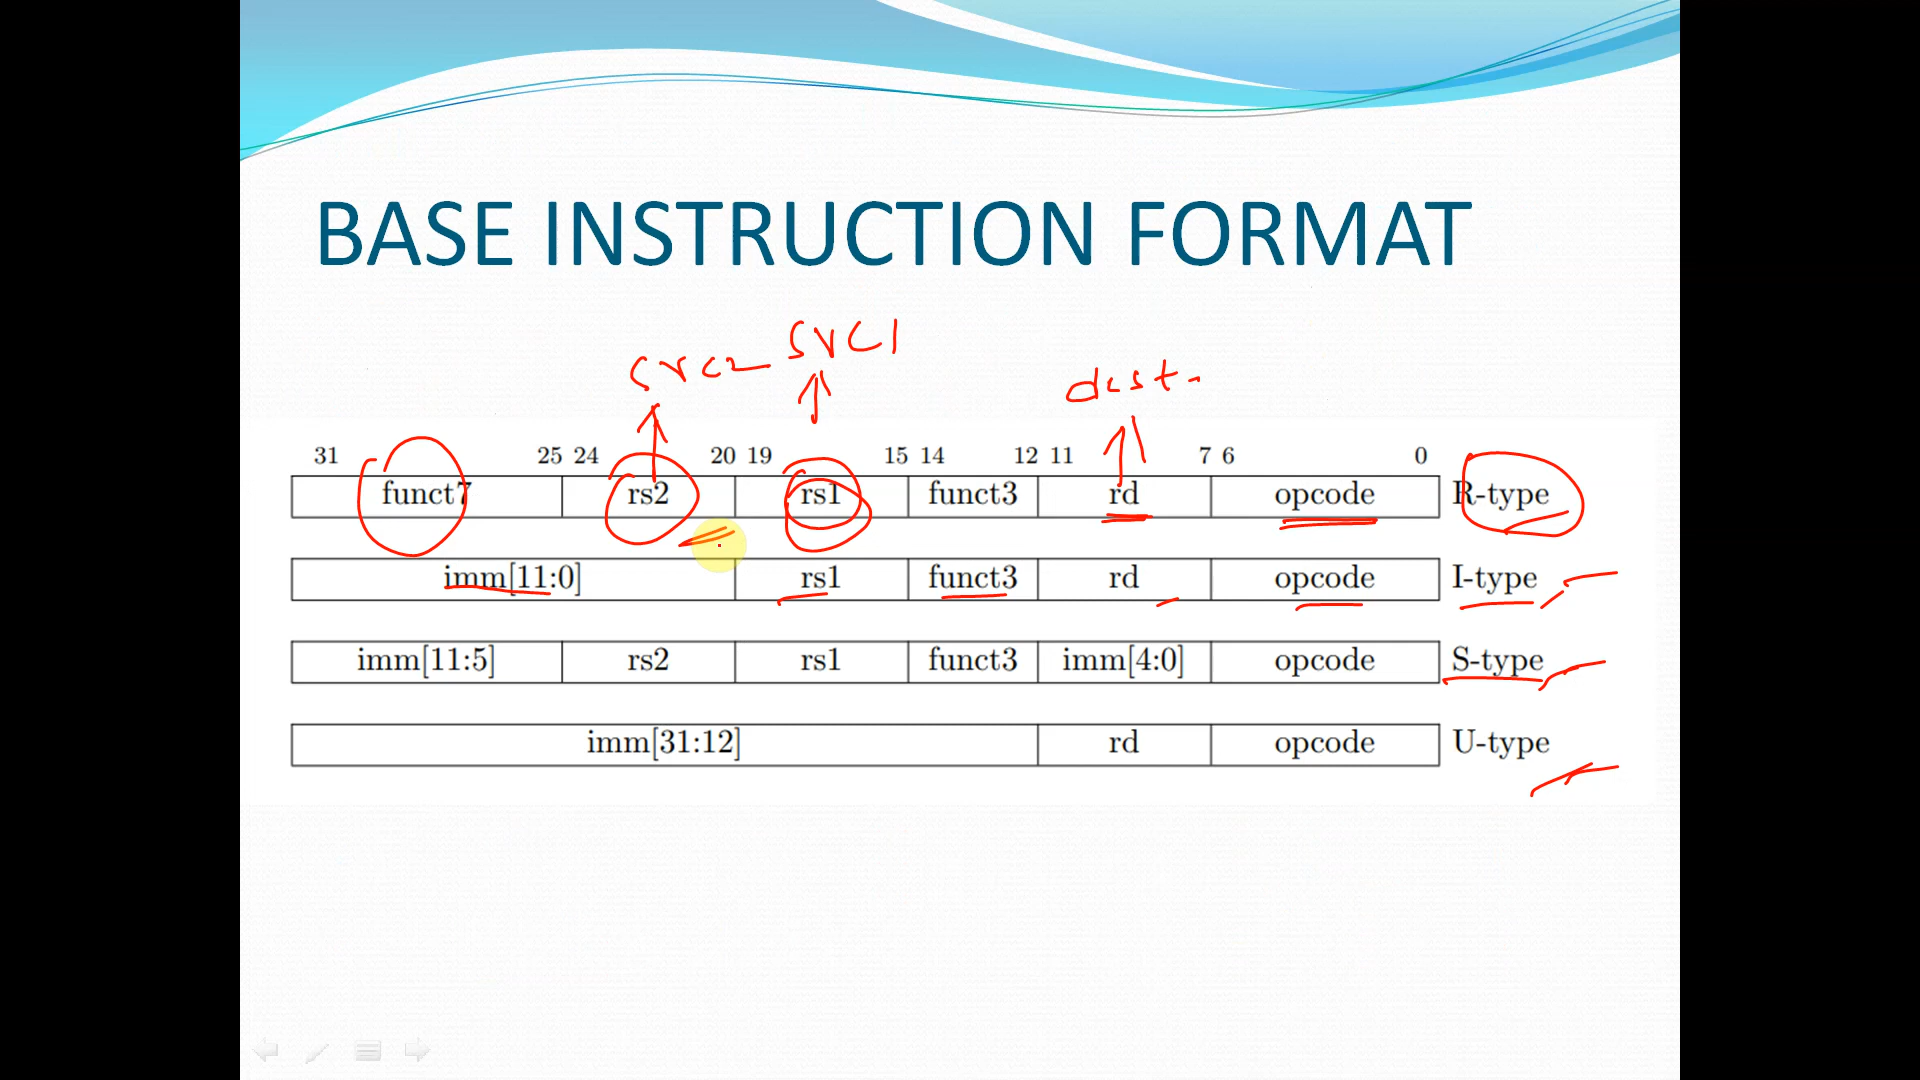 BASE INSTRUCTION FORMAT
src2 src1 dest.
31 25 24 20 19 15 14 12 11 7 6 0
funct7 rs2 rs1 funct3 rd opcode R-type
imm[11:0] rs1 funct3 rd opcode I-type
imm[11:5] rs2 rs1 funct3 imm[4:0] opcode S-type
imm[31:12] rd opcode U-type